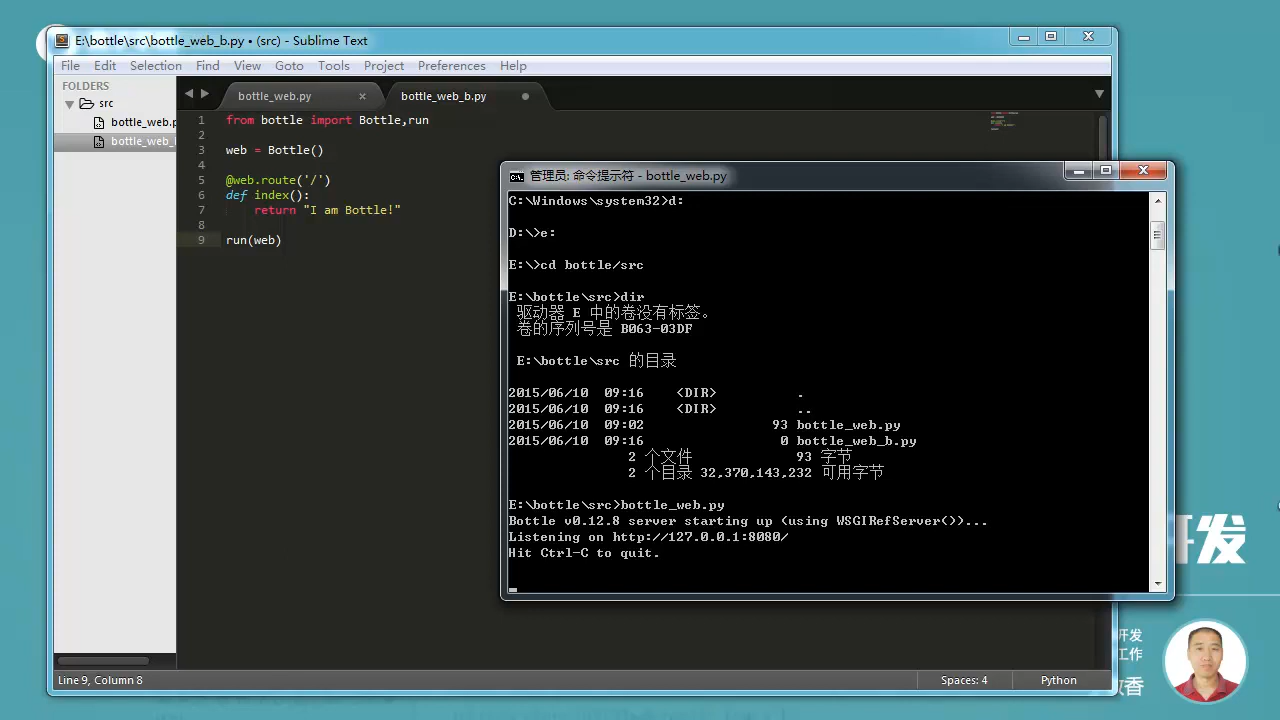 E:\bottle\src\bottle_web_b.py • (src) - Sublime Text
File Edit Selection Find View Goto Tools Project Preferences Help
FOLDERS
src
bottle_web.p
bottle_web_
bottle_web.py
bottle_web_b.py
1 from bottle import Bottle,run
2
3 web = Bottle()
4
5 @web.route('/')
6 def index():
7 return "I am Bottle!"
8
9 run(web)
管理员: 命令提示符 - bottle_web.py
C:\Windows\system32>d:
D:\>e:
E:\>cd bottle/src
E:\bottle\src>dir
驱动器 E 中的卷没有标签。
卷的序列号是 B063-03DF
E:\bottle\src 的目录
2015/06/10 09:16 <DIR> .
2015/06/10 09:16 <DIR> ..
2015/06/10 09:02 93 bottle_web.py
2015/06/10 09:16 0 bottle_web_b.py
2 个文件 93 字节
2 个目录 32,370,143,232 可用字节
E:\bottle\src>bottle_web.py
Bottle v0.12.8 server starting up (using WSGIRefServer())...
Listening on http://127.0.0.1:8080/
Hit Ctrl-C to quit.
开发
开发
工作
香
Line 9, Column 8
Spaces: 4
Python